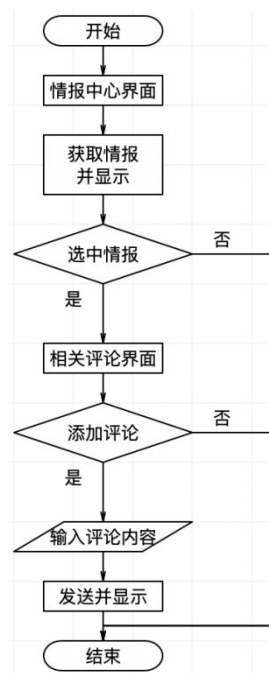 开始
情报中心界面
获取情报
并显示
选中情报
否
是
相关评论界面
添加评论
否
是
输入评论内容
发送并显示
结束